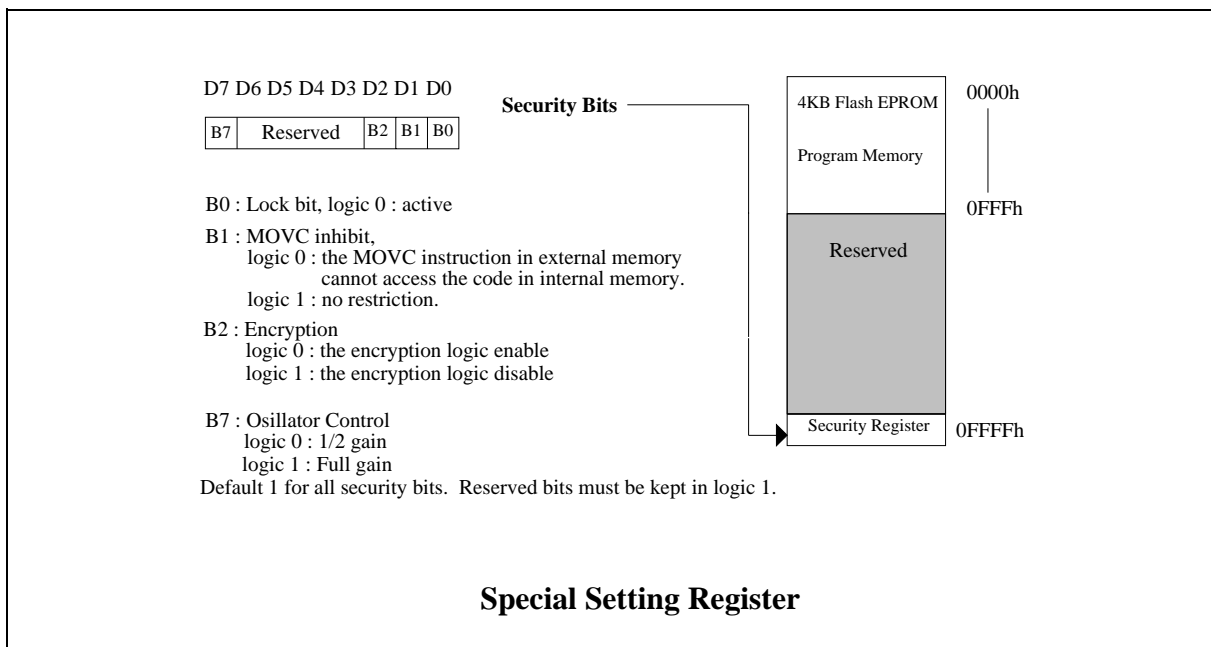 D7 D6 D5 D4 D3 D2 D1 D0
B7 Reserved B2 B1 B0
B0 : Lock bit, logic 0 : active
B1 : MOVC inhibit,
logic 0 : the MOVC instruction in external memory
cannot access the code in internal memory.
logic 1 : no restriction.
B2 : Encryption
logic 0 : the encryption logic enable
logic 1 : the encryption logic disable
B7 : Osillator Control
logic 0 : 1/2 gain
logic 1 : Full gain
Default 1 for all security bits. Reserved bits must be kept in logic 1.
Security Bits
4KB Flash EPROM
Program Memory
0000h
0FFFh
Reserved
Security Register
0FFFFh
Special Setting Register